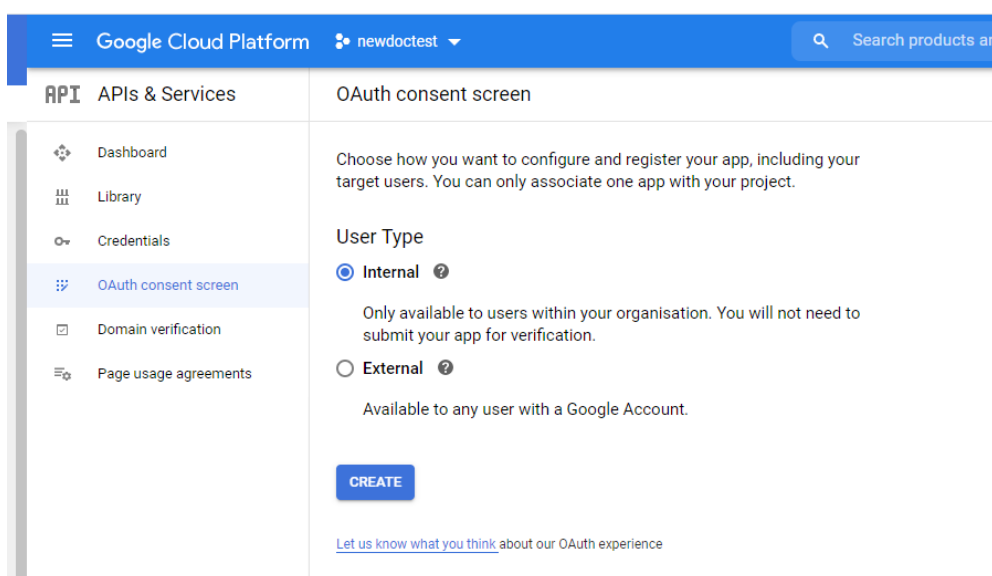 Google Cloud Platform
newdoctest
Search products
API
APIs & Services
OAuth consent screen
Dashboard
Library
Credentials
OAuth consent screen
Domain verification
Page usage agreements
Choose how you want to configure and register your app, including your
target users. You can only associate one app with your project.
User Type
Internal
Only available to users within your organisation. You will not need to
submit your app for verification.
External
Available to any user with a Google Account.
CREATE
Let us know what you think about our OAuth experience